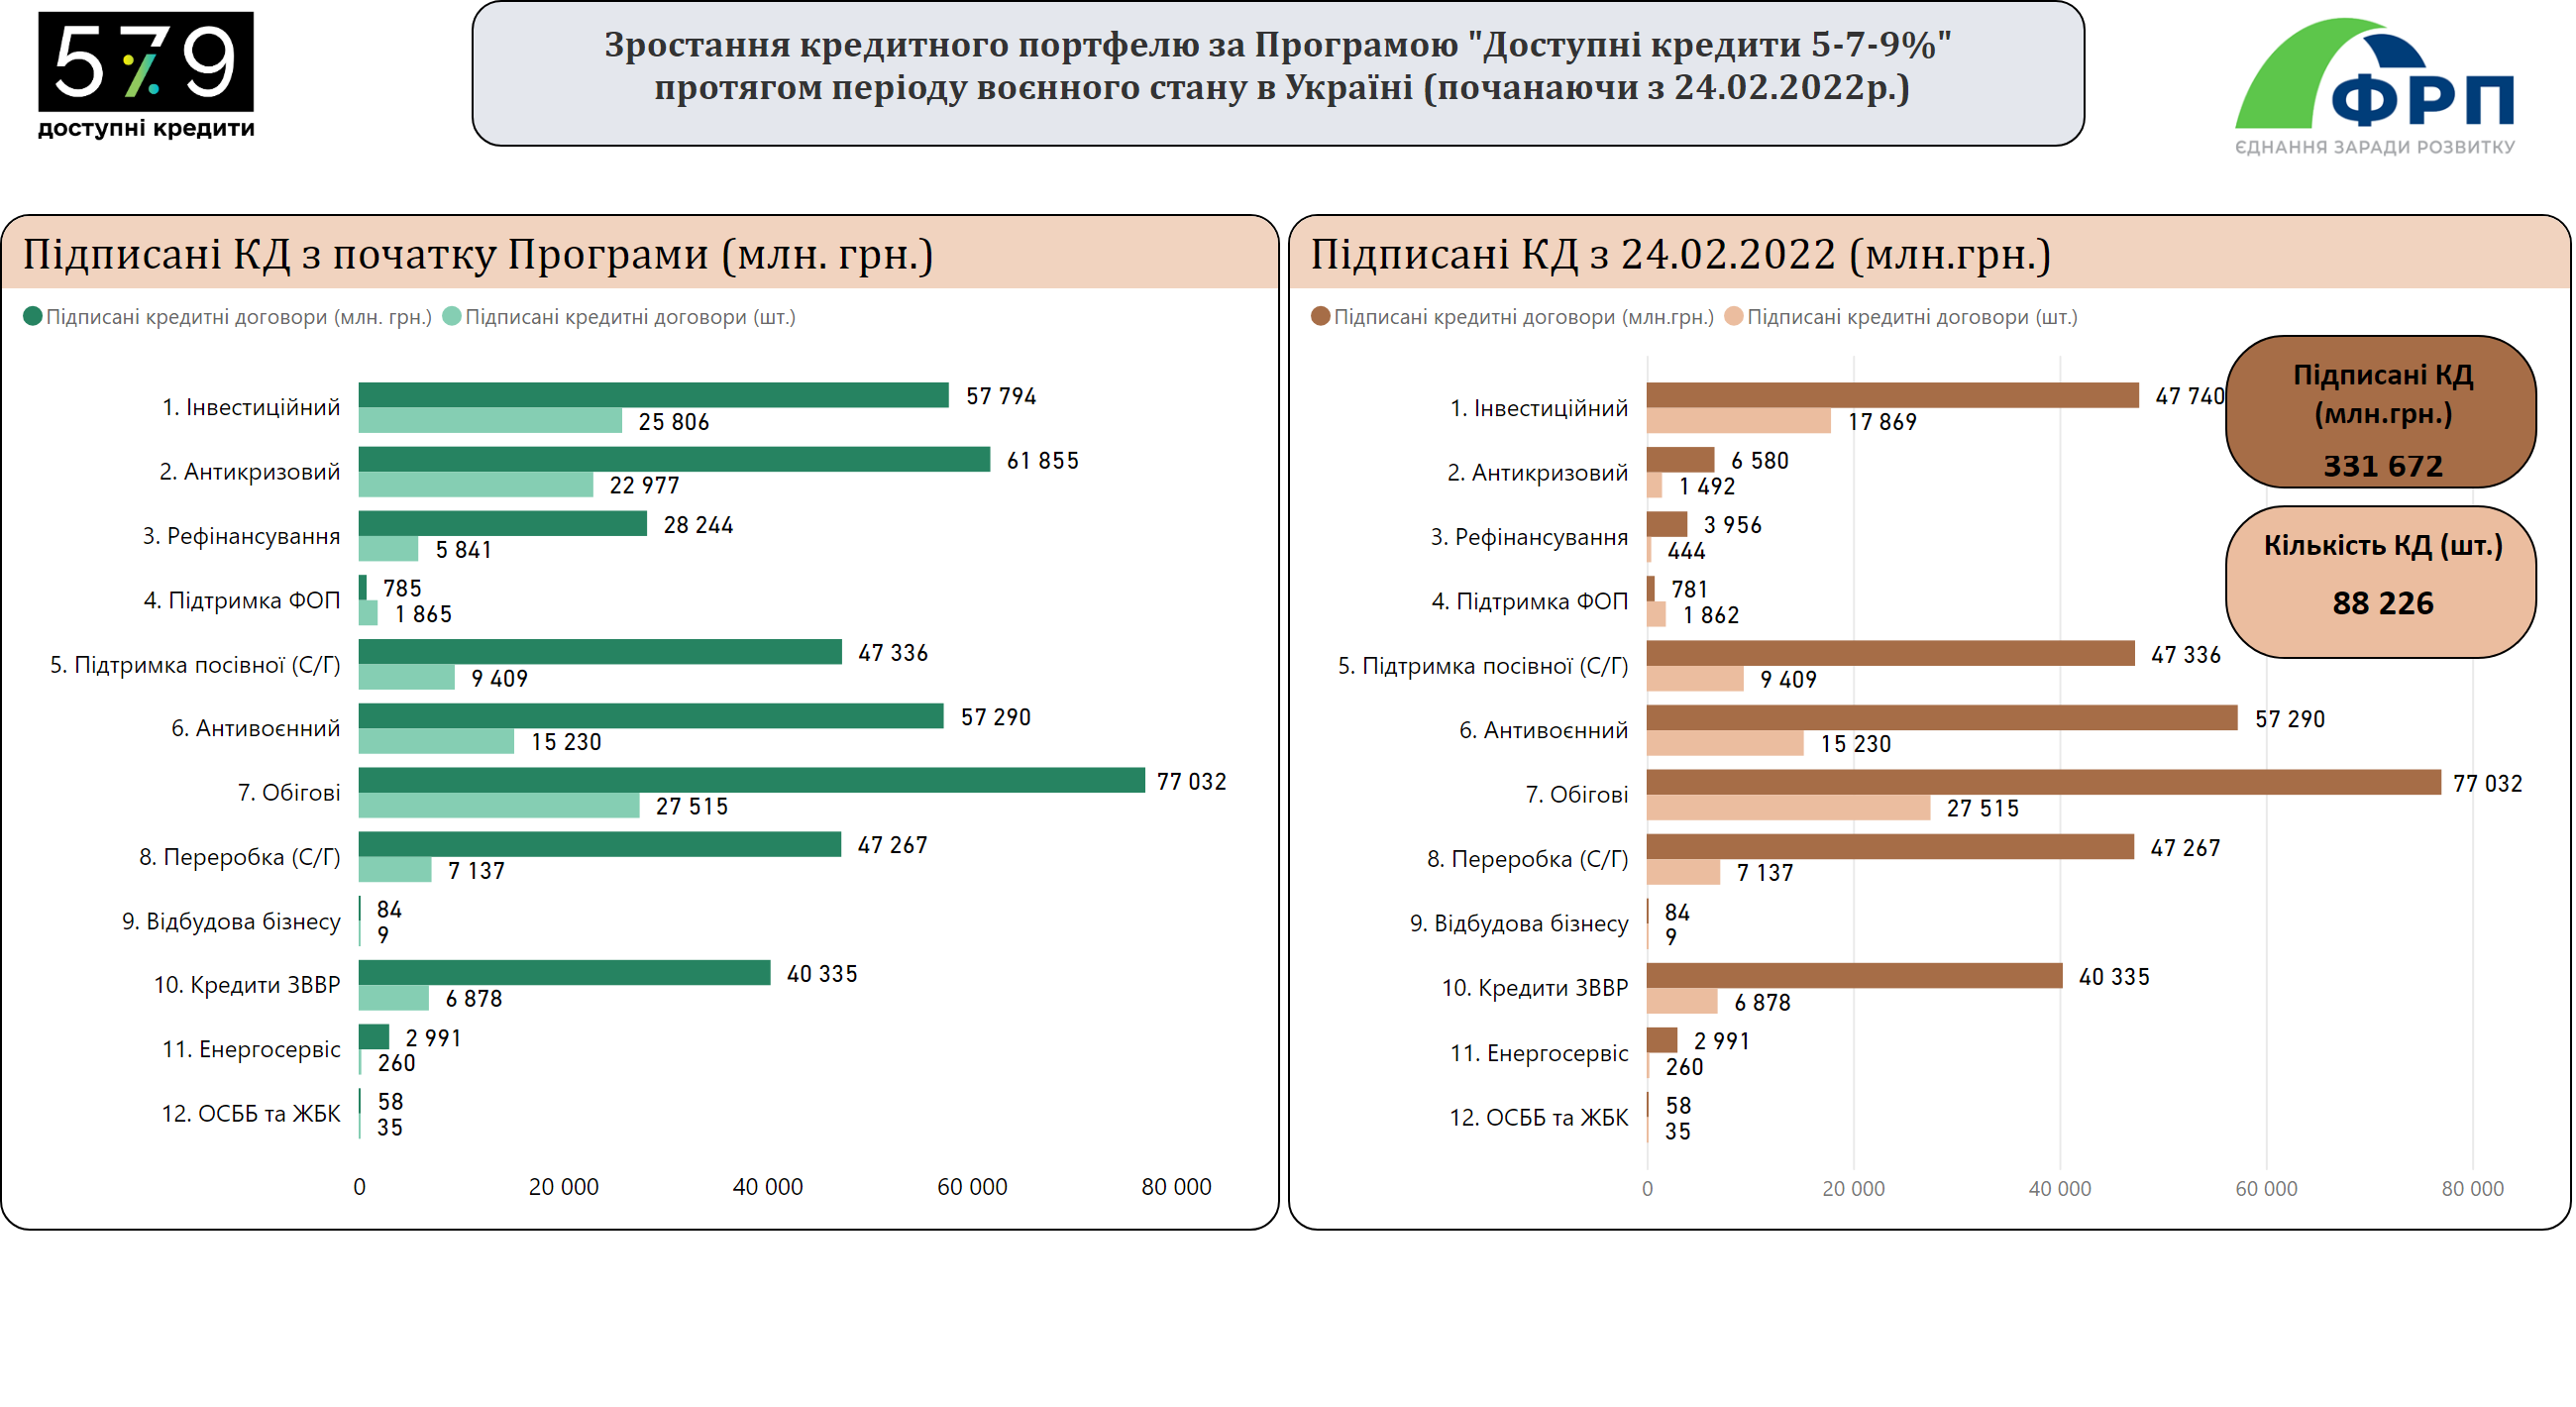 579
доступні кредити
Зростання кредитного портфелю за Програмою "Доступні кредити 5-7-9%"
протягом періоду воєнного стану в Україні (починаючи з 24.02.2022р.)
ФРП
ЄДНАННЯ ЗАРАДИ РОЗВИТКУ
Підписані КД з початку Програми (млн. грн.)
Підписані кредитні договори (млн. грн.) Підписані кредитні договори (шт.)
1. Інвестиційний
57 794
25 806
2. Антикризовий
61 855
22 977
3. Рефінансування
28 244
5 841
4. Підтримка ФОП
785
1 865
5. Підтримка посівної (С/Г)
47 336
9 409
6. Антивоєнний
57 290
15 230
7. Обігові
77 032
27 515
8. Переробка (С/Г)
47 267
7 137
9. Відбудова бізнесу
84
9
10. Кредити ЗВВР
40 335
6 878
11. Енергосервіс
2 991
260
12. ОСББ та ЖБК
58
35
0 20 000 40 000 60 000 80 000
Підписані КД з 24.02.2022 (млн.грн.)
Підписані кредитні договори (млн.грн.) Підписані кредитні договори (шт.)
1. Інвестиційний
47 740
17 869
2. Антикризовий
6 580
1 492
3. Рефінансування
3 956
444
4. Підтримка ФОП
781
1 862
5. Підтримка посівної (С/Г)
47 336
9 409
6. Антивоєнний
57 290
15 230
7. Обігові
77 032
27 515
8. Переробка (С/Г)
47 267
7 137
9. Відбудова бізнесу
84
9
10. Кредити ЗВВР
40 335
6 878
11. Енергосервіс
2 991
260
12. ОСББ та ЖБК
58
35
0 20 000 40 000 60 000 80 000
Підписані КД
(млн.грн.)
331 672
Кількість КД (шт.)
88 226